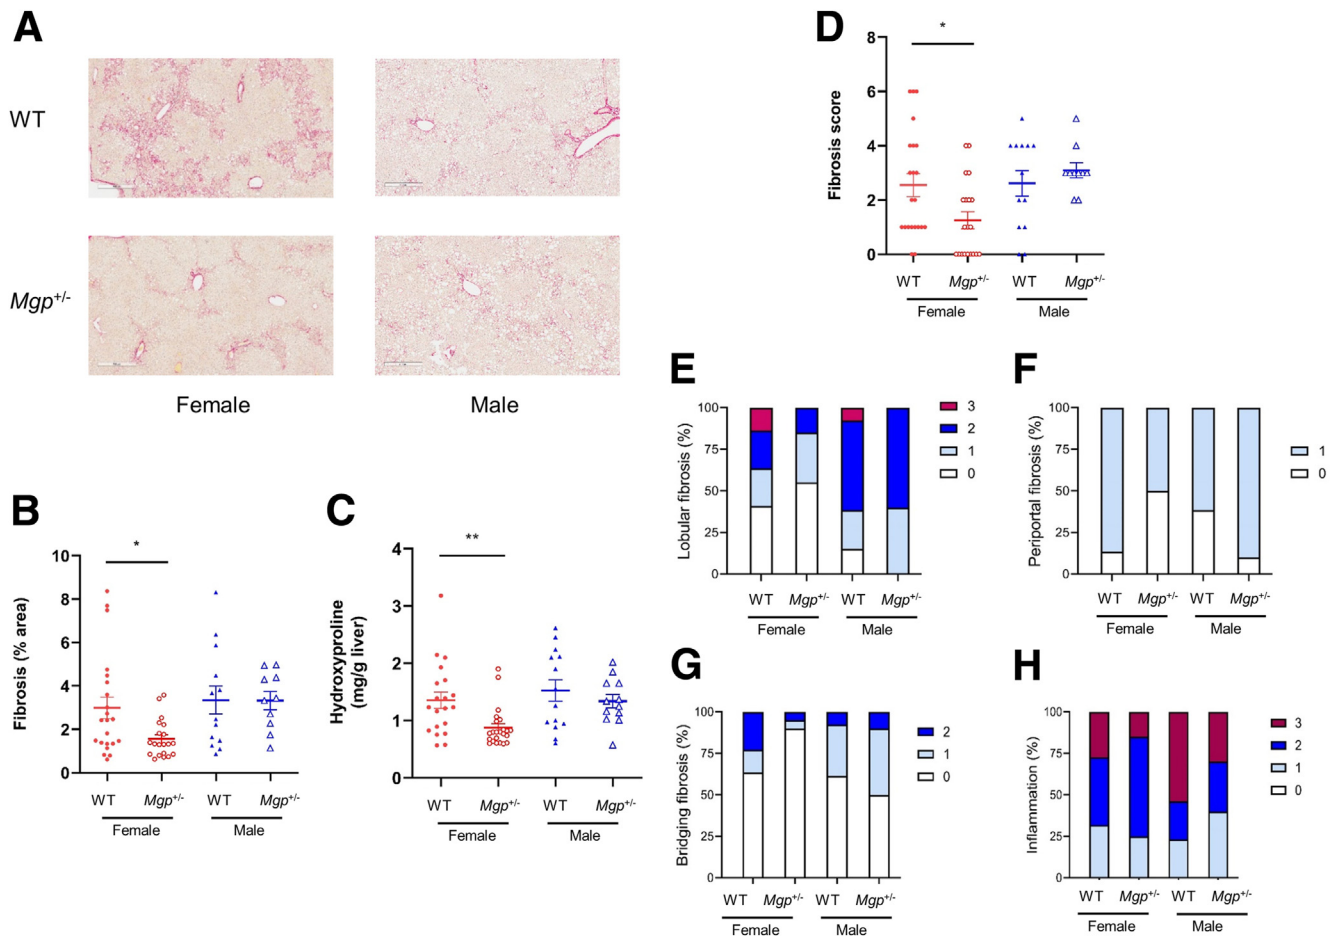 A
WT
Mgp+/-
Female
Male
B
Fibrosis (% area)
10
8
6
4
2
0
*
WT
Mgp+/-
WT
Mgp+/-
Female
Male
C
Hydroxyproline
(mg/g liver)
4
3
2
1
0
**
WT
Mgp+/-
WT
Mgp+/-
Female
Male
D
Fibrosis score
8
6
4
2
0
*
WT
Mgp+/-
WT
Mgp+/-
Female
Male
E
Lobular fibrosis (%)
100
75
50
25
0
3
2
1
0
WT
Mgp+/-
WT
Mgp+/-
Female
Male
F
Periportal fibrosis (%)
100
75
50
25
0
1
0
WT
Mgp+/-
WT
Mgp+/-
Female
Male
G
Bridging fibrosis (%)
100
75
50
25
0
2
1
0
WT
Mgp+/-
WT
Mgp+/-
Female
Male
H
Inflammation (%)
100
75
50
25
0
3
2
1
0
WT
Mgp+/-
WT
Mgp+/-
Female
Male